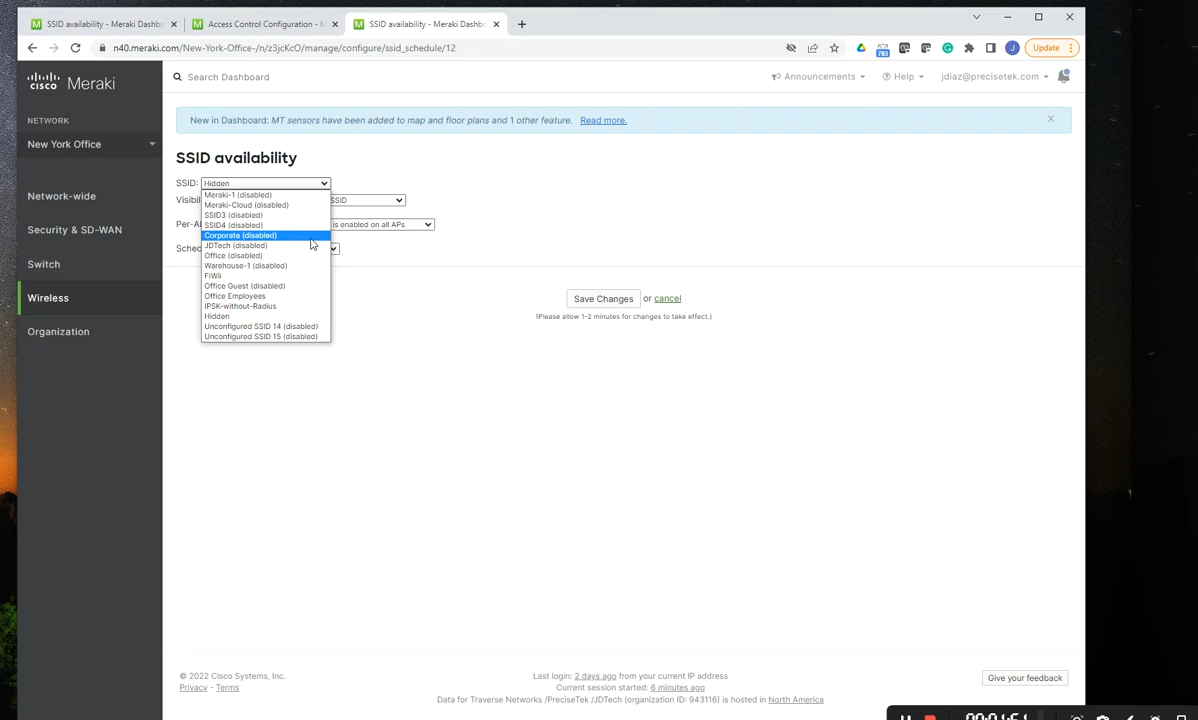 SSID availability - Meraki Dashbo
Access Control Configuration - M
SSID availability - Meraki Dashbo
n40.meraki.com/New-York-Office-/n/z3jcKcO/manage/configure/ssid_schedule/12
783
J
Update
cisco Meraki
Search Dashboard
Announcements
Help
jdiaz@precisetek.com
NETWORK
New York Office
Network-wide
Security & SD-WAN
Switch
Wireless
Organization
New in Dashboard: MT sensors have been added to map and floor plans and 1 other feature. Read more.
SSID availability
SSID: Hidden
Visibi
SSID
Per-A
is enabled on all APs
Sched
Meraki-1 (disabled)
Meraki-Cloud (disabled)
SSID3 (disabled)
SSID4 (disabled)
Corporate (disabled)
JDTech (disabled)
Office (disabled)
Warehouse-1 (disabled)
FiWii
Office Guest (disabled)
Office Employees
IPSK-without-Radius
Hidden
Unconfigured SSID 14 (disabled)
Unconfigured SSID 15 (disabled)
Save Changes or cancel
(Please allow 1-2 minutes for changes to take effect.)
© 2022 Cisco Systems, Inc.
Privacy - Terms
Last login: 2 days ago from your current IP address
Current session started: 6 minutes ago
Data for Traverse Networks /PreciseTek /JDTech (organization ID: 943116) is hosted in North America
Give your feedback